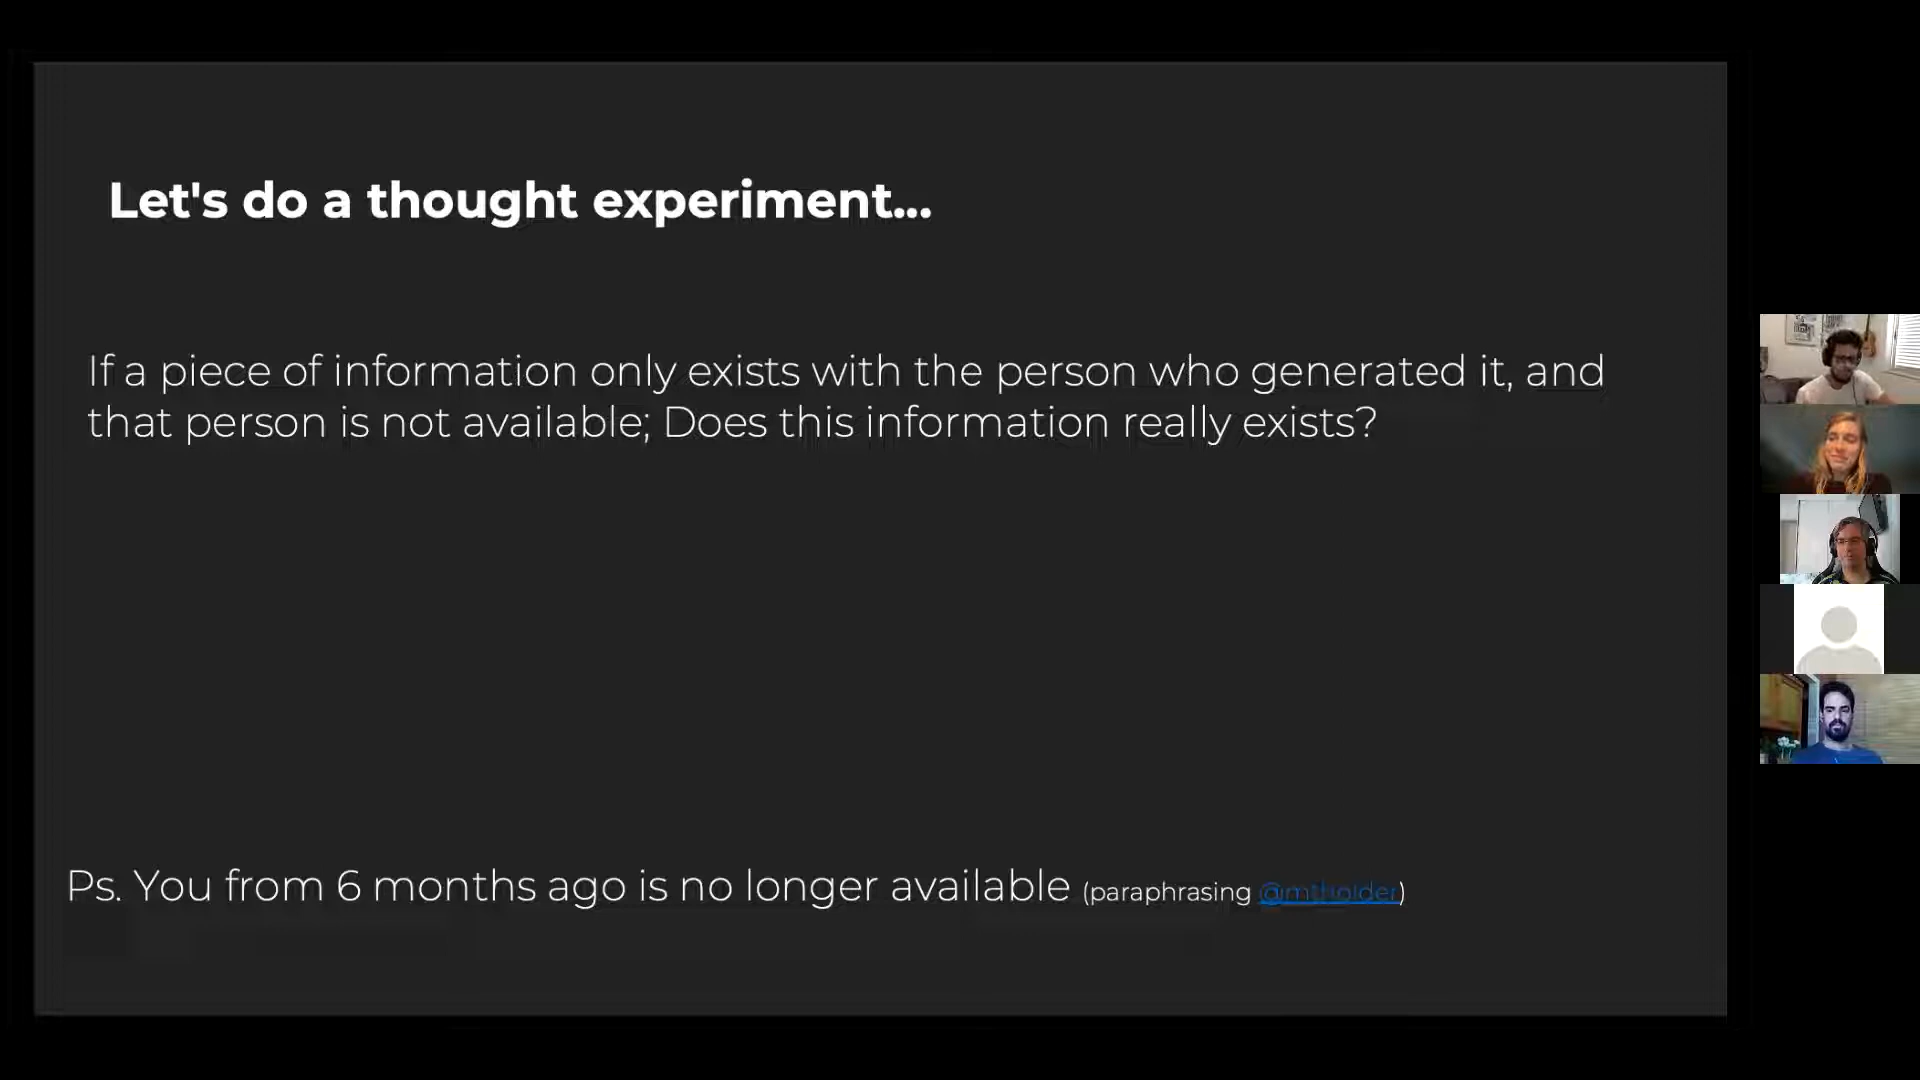 Let's do a thought experiment...
If a piece of information only exists with the person who generated it, and
that person is not available; Does this information really exists?
Ps. You from 6 months ago is no longer available (paraphrasing @mtholder)